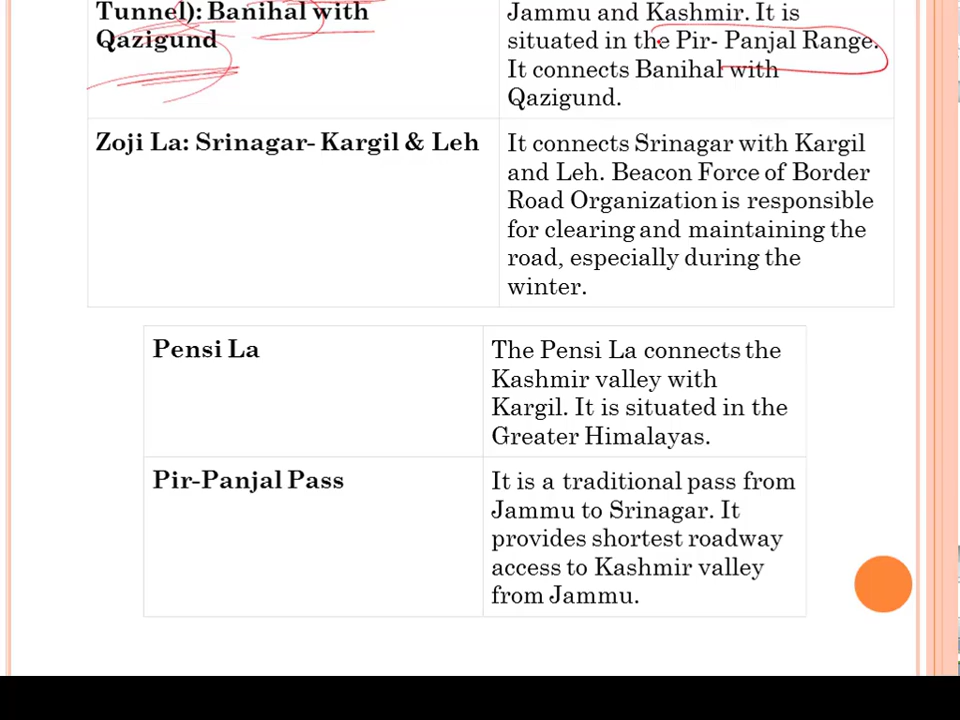 Tunnel): Banihal with
Qazigund
Jammu and Kashmir. It is
situated in the Pir- Panjal Range.
It connects Banihal with
Qazigund.
Zoji La: Srinagar- Kargil & Leh
It connects Srinagar with Kargil
and Leh. Beacon Force of Border
Road Organization is responsible
for clearing and maintaining the
road, especially during the
winter.
Pensi La
The Pensi La connects the
Kashmir valley with
Kargil. It is situated in the
Greater Himalayas.
Pir-Panjal Pass
It is a traditional pass from
Jammu to Srinagar. It
provides shortest roadway
access to Kashmir valley
from Jammu.